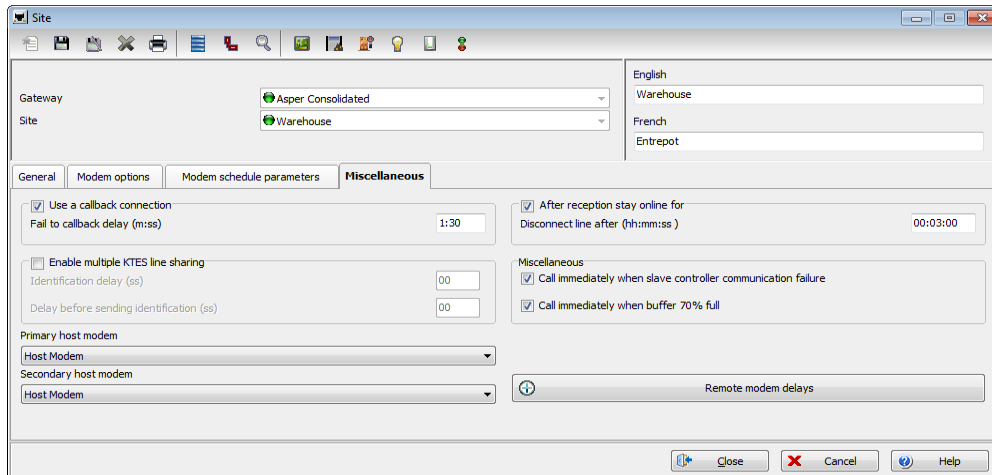 Site
English
Gateway
Asper Consolidated
Warehouse
Site
Warehouse
French
Entrepot
General
Modem options
Modem schedule parameters
Miscellaneous
Use a callback connection
Fail to callback delay (m:ss)
1:30
After reception stay online for
Disconnect line after (hh:mm:ss )
00:03:00
Enable multiple KTES line sharing
Identification delay (ss)
00
Delay before sending identification (ss)
00
Miscellaneous
Call immediately when slave controller communication failure
Call immediately when buffer 70% full
Primary host modem
Host Modem
Secondary host modem
Host Modem
Remote modem delays
Close
Cancel
Help